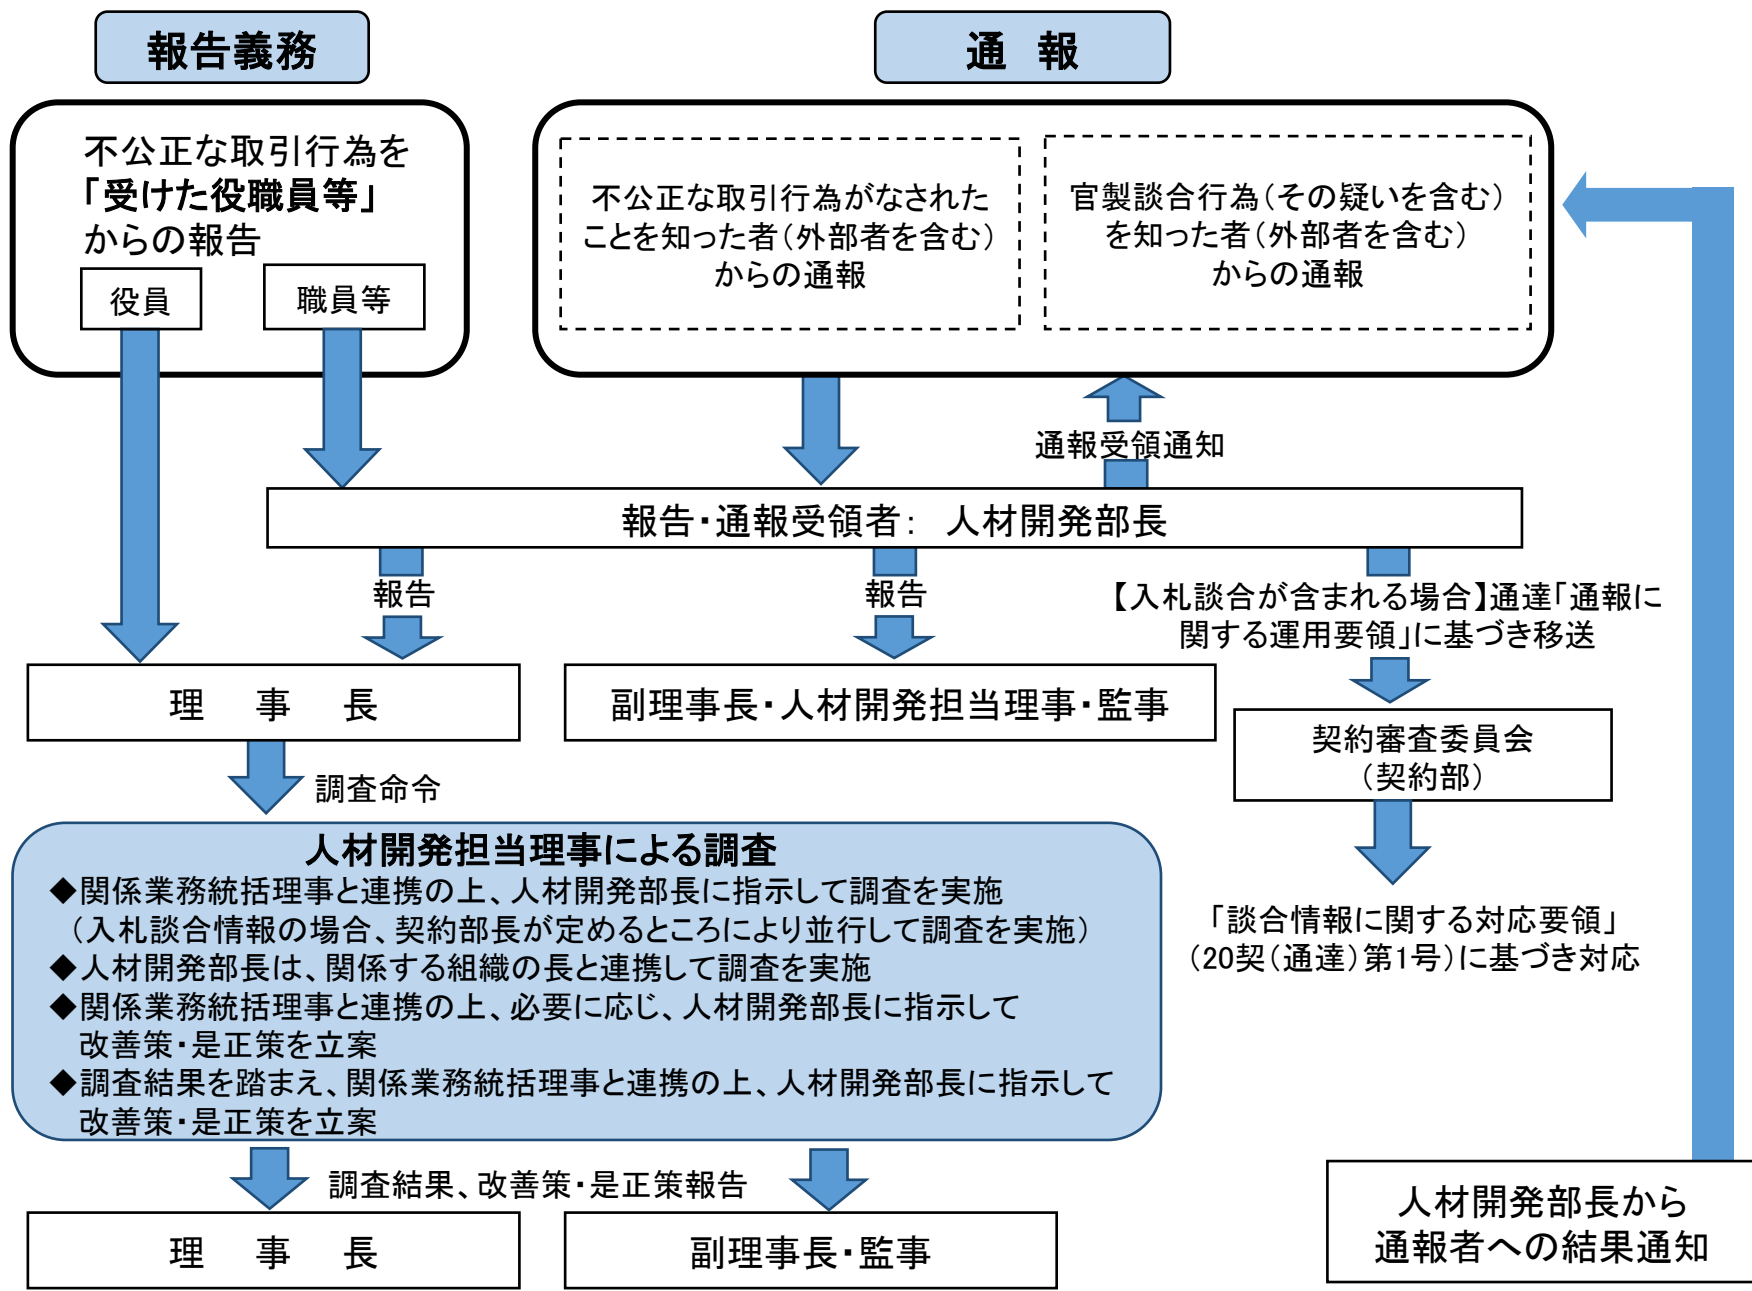 報告義務
不公正な取引行為を
「受けた役職員等」
からの報告
役員
職員等
通 報
不公正な取引行為がなされた
ことを知った者(外部者を含む)
からの通報
官製談合行為(その疑いを含む)
を知った者(外部者を含む)
からの通報
通報受領通知
報告・通報受領者: 人材開発部長
報告
報告
【入札談合が含まれる場合】通達「通報に
関する運用要領」に基づき移送
理 事 長
副理事長・人材開発担当理事・監事
契約審査委員会
(契約部)
調査命令
「談合情報に関する対応要領」
(20契(通達)第1号)に基づき対応
人材開発担当理事による調査
◆関係業務統括理事と連携の上、人材開発部長に指示して調査を実施
(入札談合情報の場合、契約部長が定めるところにより並行して調査を実施)
◆人材開発部長は、関係する組織の長と連携して調査を実施
◆関係業務統括理事と連携の上、必要に応じ、人材開発部長に指示して
改善策・是正策を立案
◆調査結果を踏まえ、関係業務統括理事と連携の上、人材開発部長に指示して
改善策・是正策を立案
調査結果、改善策・是正策報告
理 事 長
副理事長・監事
人材開発部長から
通報者への結果通知